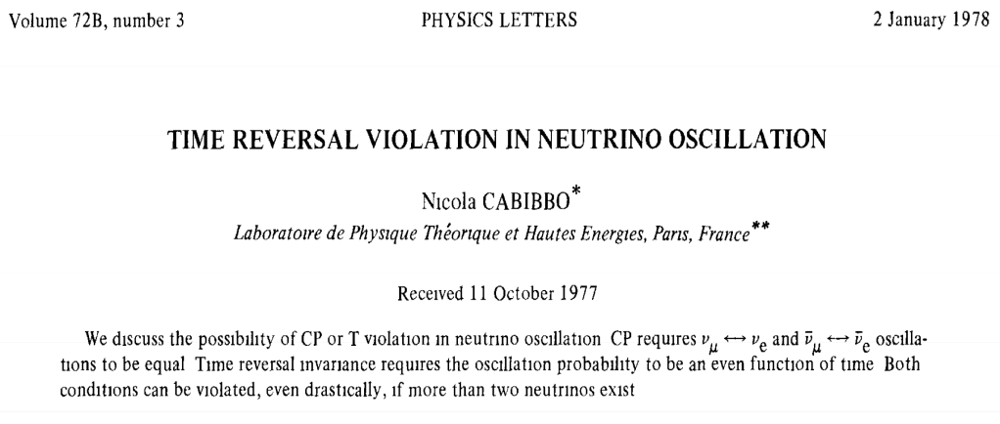 Volume 72B, number 3 PHYSICS LETTERS 2 January 1978
TIME REVERSAL VIOLATION IN NEUTRINO OSCILLATION
Nicola CABIBBO*
Laboratoire de Physique Théorique et Hautes Energies, Paris, France**
Received 11 October 1977
We discuss the possibility of CP or T violation in neutrino oscillation CP requires ν_μ ↔ ν_e and ν̄_μ ↔ ν̄_e oscilla-
tions to be equal Time reversal invariance requires the oscillation probability to be an even function of time Both
conditions can be violated, even drastically, if more than two neutrinos exist